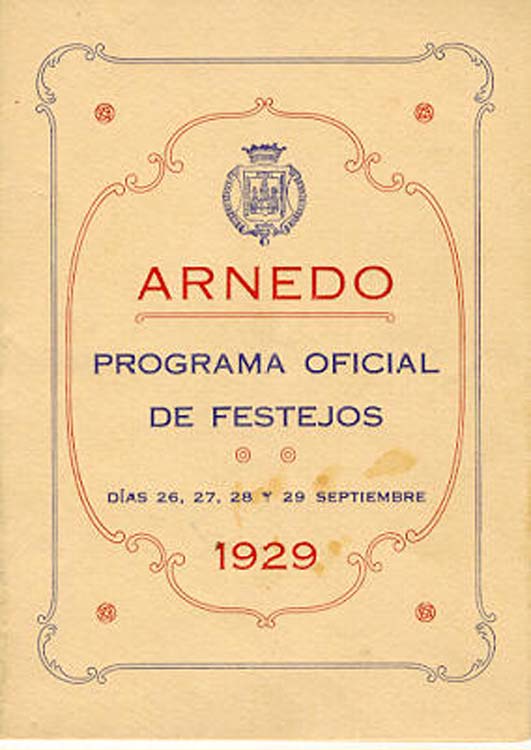 ARNEDO
PROGRAMA OFICIAL
DE FESTEJOS
DÍAS 26, 27, 28 Y 29 SEPTIEMBRE
1929